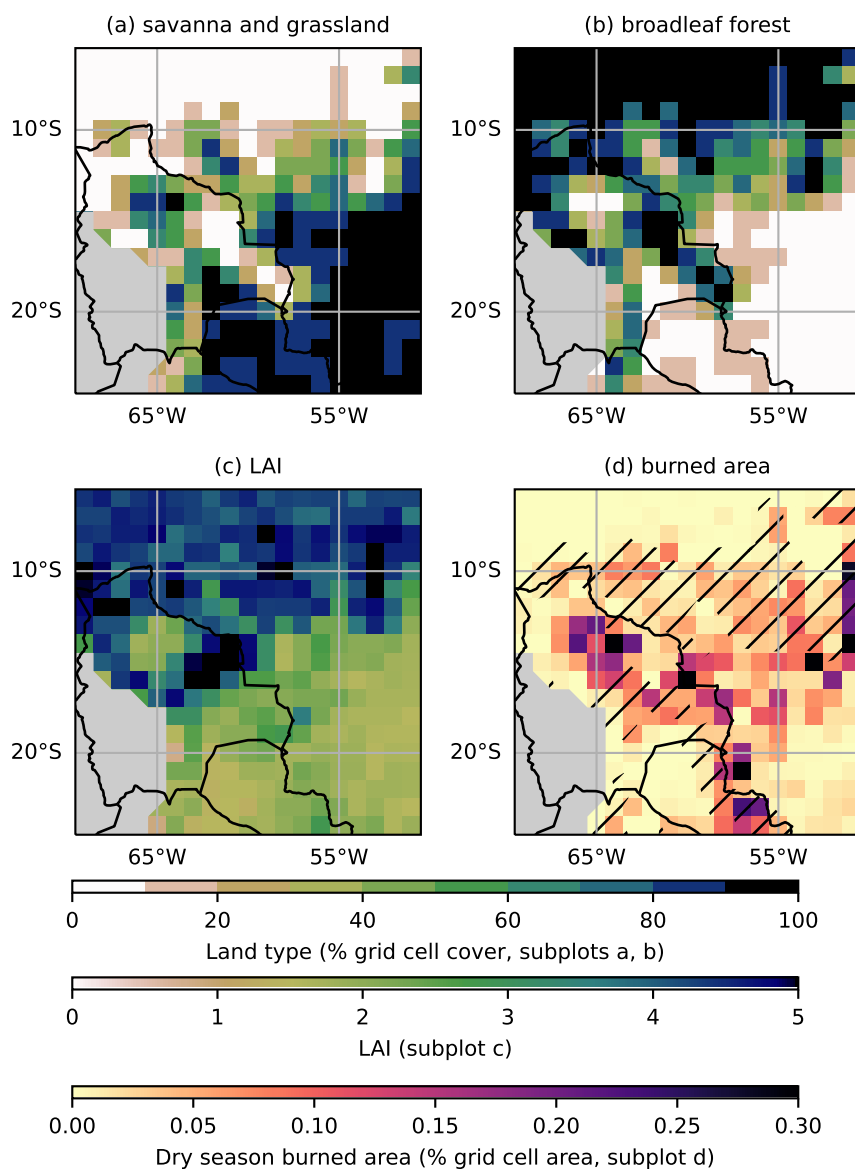 (a) savanna and grassland
(b) broadleaf forest
10°S
10°S
20°S
20°S
65°W
55°W
65°W
55°W
(c) LAI
(d) burned area
10°S
10°S
20°S
20°S
65°W
55°W
65°W
55°W
0
20
40
60
80
100
Land type (% grid cell cover, subplots a, b)
0
1
2
3
4
5
LAI (subplot c)
0.00
0.05
0.10
0.15
0.20
0.25
0.30
Dry season burned area (% grid cell area, subplot d)